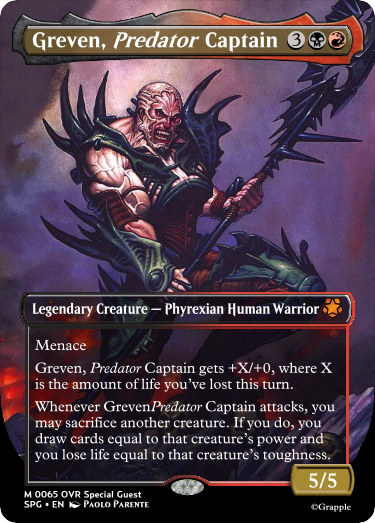 Greven, Predator Captain 3
Legendary Creature — Phyrexian Human Warrior
Menace
Greven, Predator Captain gets +X/+0, where X
is the amount of life you've lost this turn.
Whenever GrevenPredator Captain attacks, you
may sacrifice another creature. If you do, you
draw cards equal to that creature's power and
you lose life equal to that creature's toughness.
5/5
M 0065 OVR Special Guest
SPG • EN Paolo Parente
©Grapple